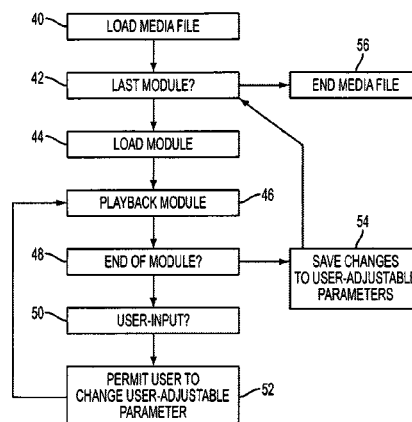 40
LOAD MEDIA FILE
56
42
LAST MODULE?
END MEDIA FILE
44
LOAD MODULE
PLAYBACK MODULE
46
54
48
END OF MODULE?
SAVE CHANGES
TO USER-ADJUSTABLE
PARAMETERS
50
USER-INPUT?
PERMIT USER TO
CHANGE USER-ADJUSTABLE
PARAMETER
52